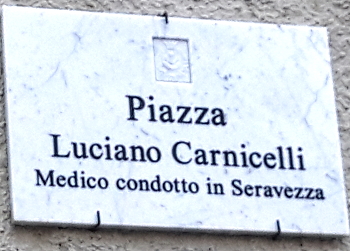 Piazza
Luciano Carnicelli
Medico condotto in Seravezza